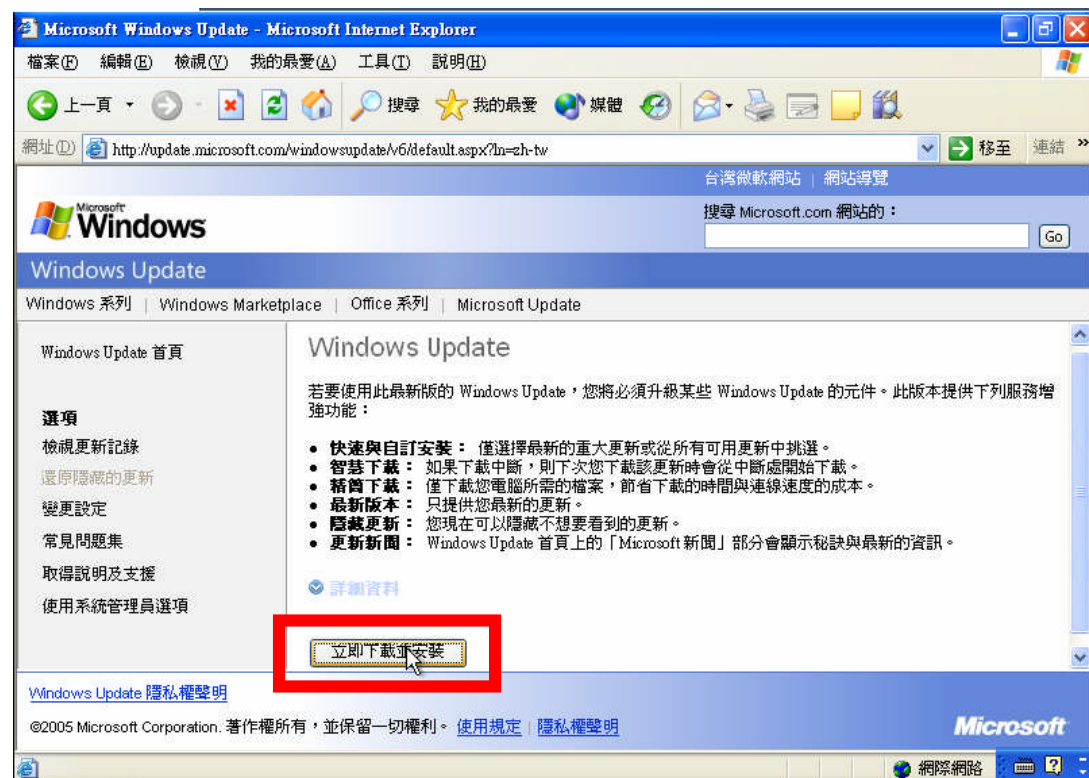 Microsoft Windows Update - Microsoft Internet Explorer
檔案(F) 編輯(E) 檢視(V) 我的最愛(A) 工具(T) 說明(H)
上一頁 搜尋 我的最愛 媒體
網址(D) http://update.microsoft.com/windowsupdate/v6/default.aspx?ln=zh-tw 移至 連結 »
台灣微軟網站 | 網站導覽
Microsoft
Windows
搜尋 Microsoft.com 網站的：
Go
Windows Update
Windows 系列 | Windows Marketplace | Office 系列 | Microsoft Update
Windows Update 首頁
選項
檢視更新記錄
還原隱藏的更新
變更設定
常見問題集
取得說明及支援
使用系統管理員選項
Windows Update
若要使用此最新版的 Windows Update，您將必須升級某些 Windows Update 的元件。此版本提供下列服務增
強功能：
• 快速與自訂安裝： 僅選擇最新的重大更新或從所有可用更新中挑選。
• 智慧下載： 如果下載中斷，則下次您下載該更新時會從中斷處開始下載。
• 精簡下載： 僅下載您電腦所需的檔案，節省下載的時間與連線速度的成本。
• 最新版本： 只提供您最新的更新。
• 隱藏更新： 您現在可以隱藏不想要看到的更新。
• 更新新聞： Windows Update 首頁上的「Microsoft 新聞」部分會顯示秘訣與最新的資訊。
詳細資料
立即下載並安裝
Windows Update 隱私權聲明
©2005 Microsoft Corporation. 著作權所有，並保留一切權利。 使用規定 | 隱私權聲明
Microsoft
網際網路